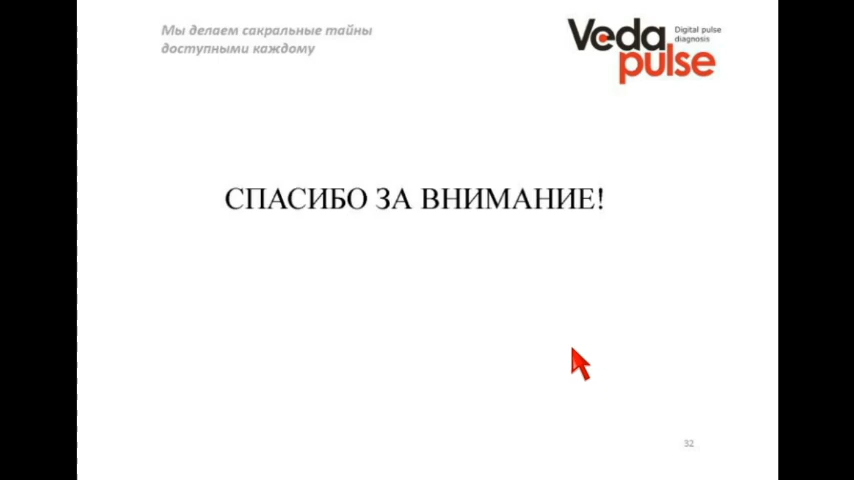 Мы делаем сакральные тайны
доступными каждому
Veda
pulse
Digital pulse
diagnosis
СПАСИБО ЗА ВНИМАНИЕ!
32